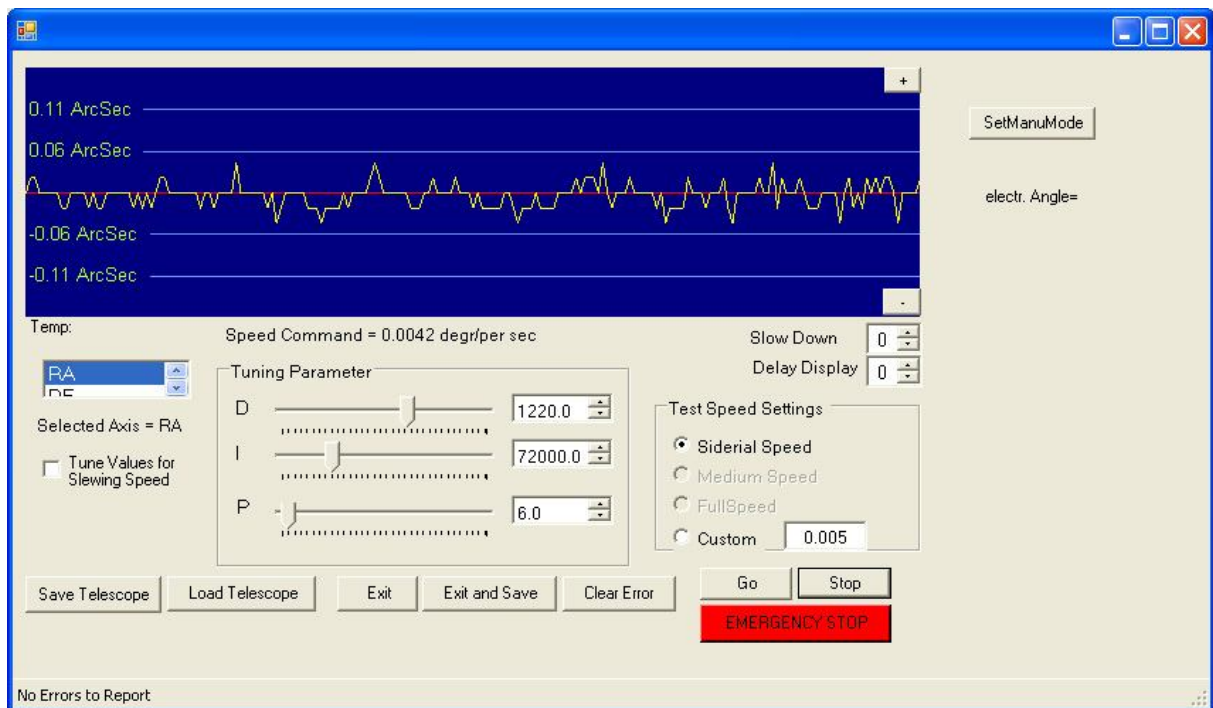 +
0.11 ArcSec
SetManuMode
0.06 ArcSec
electr. Angle=
-0.06 ArcSec
-0.11 ArcSec
-
Temp:
Speed Command = 0.0042 degr/per sec
Slow Down 0
Delay Display 0
RA
DE
Selected Axis = RA
Tune Values for
Slewing Speed
Tuning Parameter
D 1220.0
I 72000.0
P 6.0
Test Speed Settings
Siderial Speed
Medium Speed
FullSpeed
Custom 0.005
Save Telescope Load Telescope Exit Exit and Save Clear Error Go Stop
EMERGENCY STOP
No Errors to Report